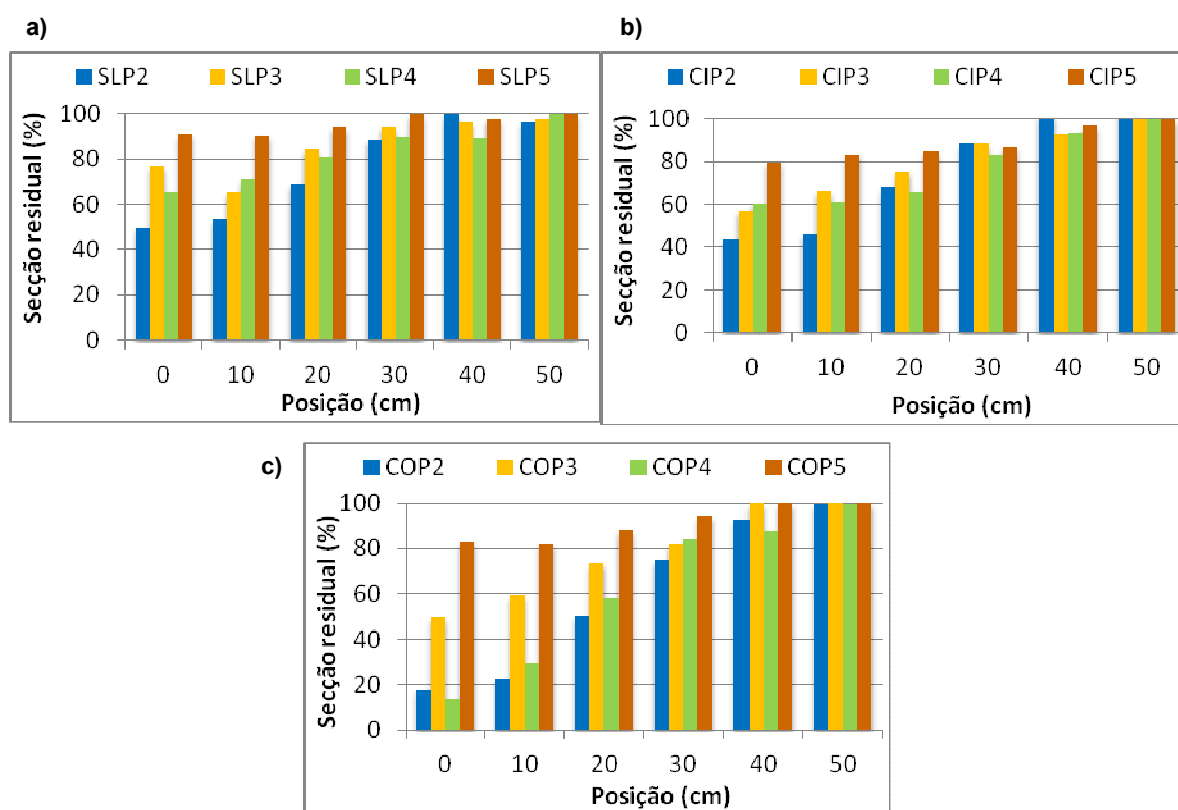 a)
SLP2 SLP3 SLP4 SLP5
Secção residual (%)
100
80
60
40
20
0
0 10 20 30 40 50
Posição (cm)
b)
CIP2 CIP3 CIP4 CIP5
Secção residual (%)
100
80
60
40
20
0
0 10 20 30 40 50
Posição (cm)
c)
COP2 COP3 COP4 COP5
Secção residual (%)
100
80
60
40
20
0
0 10 20 30 40 50
Posição (cm)